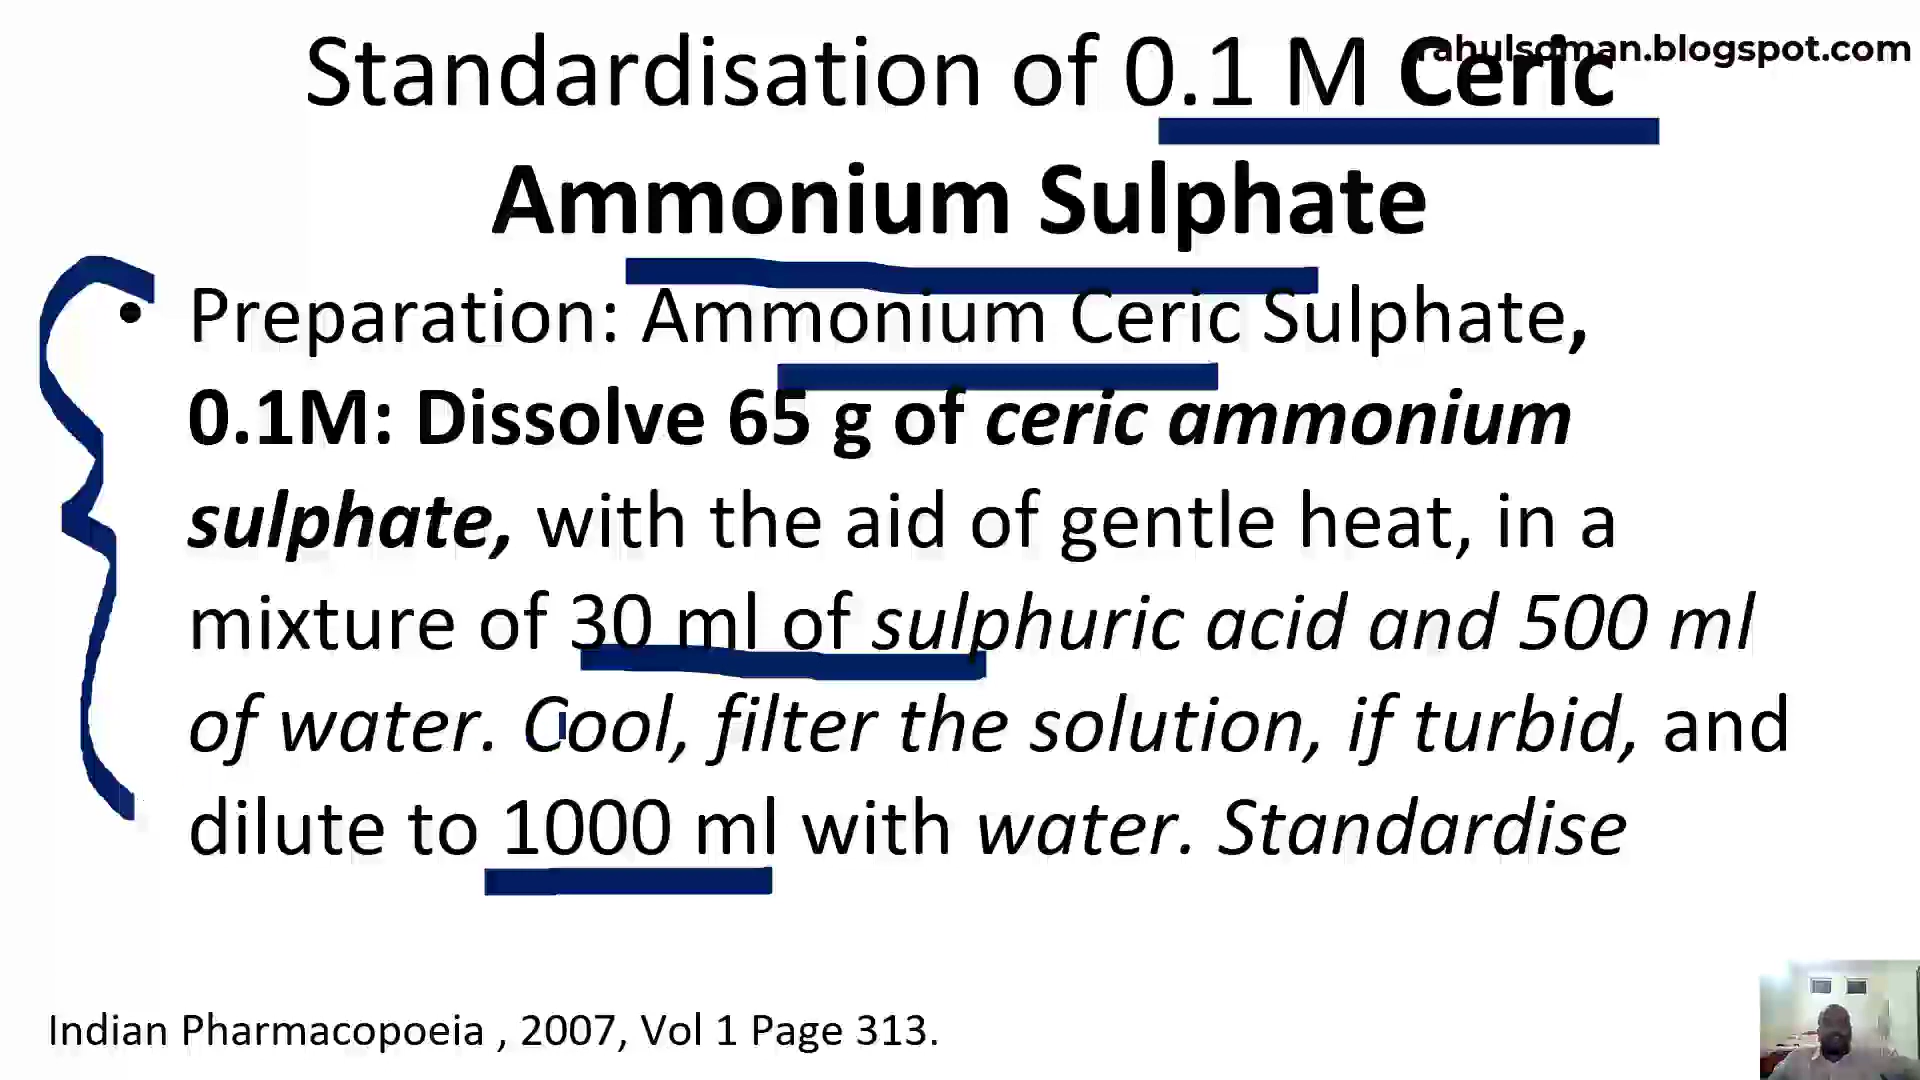 rahulsoman.blogspot.com
Standardisation of 0.1 M Ceric
Ammonium Sulphate
• Preparation: Ammonium Ceric Sulphate,
0.1M: Dissolve 65 g of ceric ammonium
sulphate, with the aid of gentle heat, in a
mixture of 30 ml of sulphuric acid and 500 ml
of water. Cool, filter the solution, if turbid, and
dilute to 1000 ml with water. Standardise
Indian Pharmacopoeia , 2007, Vol 1 Page 313.